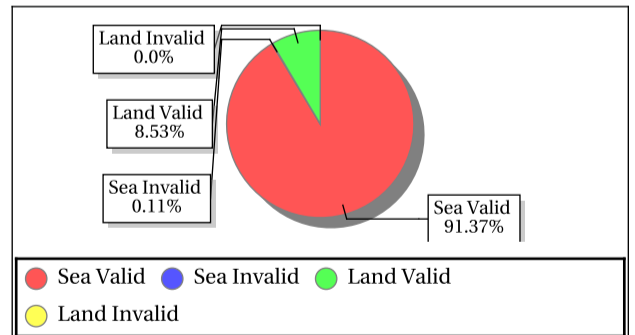 Land Invalid
0.0%
Land Valid
8.53%
Sea Invalid
0.11%
Sea Valid
91.37%
Sea Valid Sea Invalid Land Valid
Land Invalid